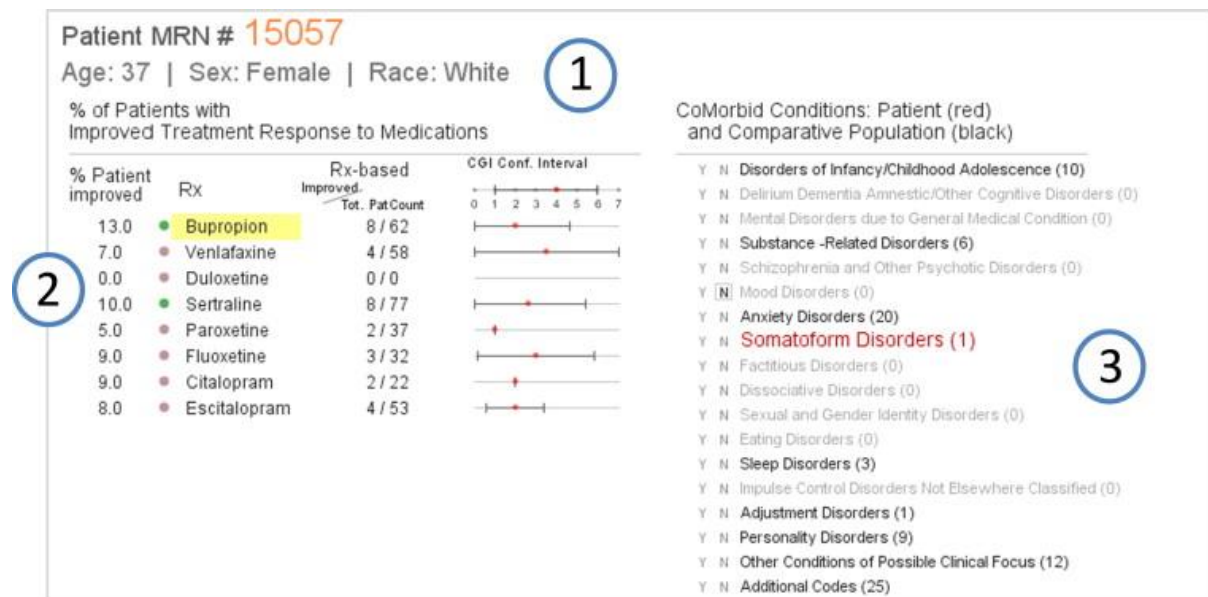 Patient MRN # 15057
Age: 37 | Sex: Female | Race: White
1
% of Patients with
Improved Treatment Response to Medications
% Patient
improved
Rx
Rx-based
Improved
Tot. PatCount
CGI Conf. Interval
0 1 2 3 4 5 6 7
13.0 Bupropion 8 / 62
7.0 Venlafaxine 4 / 58
0.0 Duloxetine 0 / 0
10.0 Sertraline 8 / 77
5.0 Paroxetine 2 / 37
9.0 Fluoxetine 3 / 32
9.0 Citalopram 2 / 22
8.0 Escitalopram 4 / 53
2
CoMorbid Conditions: Patient (red)
and Comparative Population (black)
Y N Disorders of Infancy/Childhood Adolescence (10)
Y N Delirium Dementia Amnestic/Other Cognitive Disorders (0)
Y N Mental Disorders due to General Medical Condition (0)
Y N Substance -Related Disorders (6)
Y N Schizophrenia and Other Psychotic Disorders (0)
Y N Mood Disorders (0)
Y N Anxiety Disorders (20)
Y N Somatoform Disorders (1)
Y N Factitious Disorders (0)
Y N Dissociative Disorders (0)
Y N Sexual and Gender Identity Disorders (0)
Y N Eating Disorders (0)
Y N Sleep Disorders (3)
Y N Impulse Control Disorders Not Elsewhere Classified (0)
Y N Adjustment Disorders (1)
Y N Personality Disorders (9)
Y N Other Conditions of Possible Clinical Focus (12)
Y N Additional Codes (25)
3